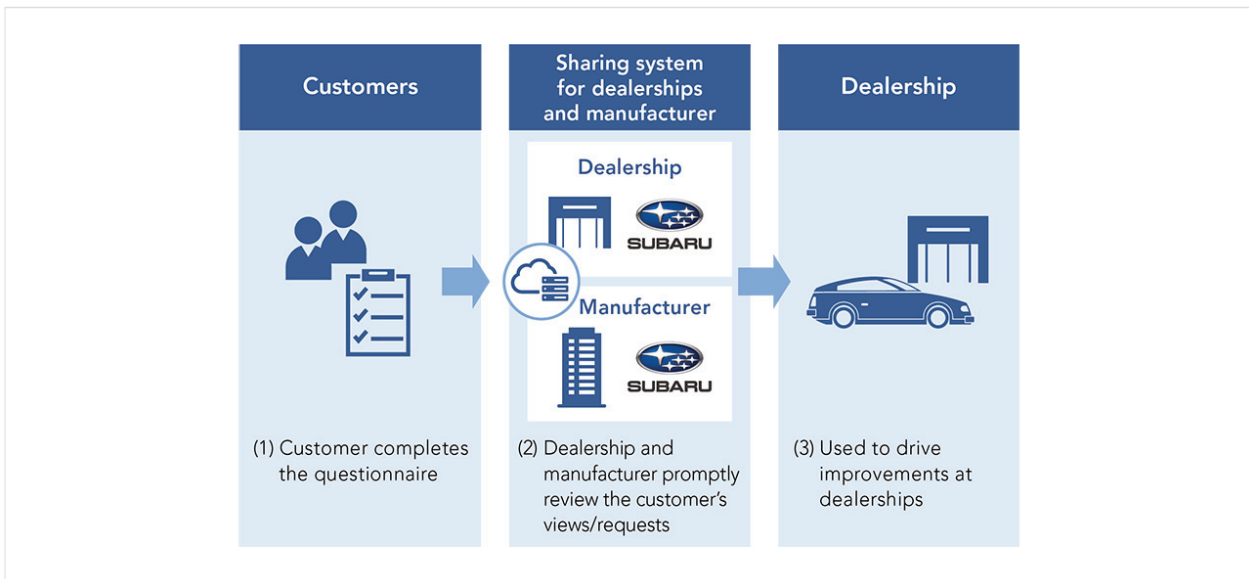 Customers
Sharing system
for dealerships
and manufacturer
Dealership
Dealership
SUBARU
Manufacturer
SUBARU
(1) Customer completes
the questionnaire
(2) Dealership and
manufacturer promptly
review the customer’s
views/requests
(3) Used to drive
improvements at
dealerships